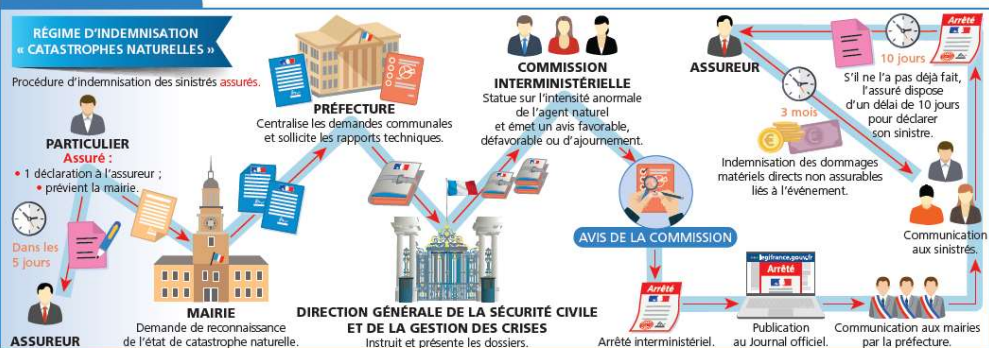 RÉGIME D'INDEMNISATION
« CATASTROPHES NATURELLES »
Procédure d'indemnisation des sinistrés assurés.
PARTICULIER
Assuré :
• 1 déclaration à l'assureur ;
• prévient la mairie.
Dans les
5 jours
ASSUREUR
MAIRIE
Demande de reconnaissance
de l'état de catastrophe naturelle.
PRÉFECTURE
Centralise les demandes communales
et sollicite les rapports techniques.
DIRECTION GÉNÉRALE DE LA SÉCURITÉ CIVILE
ET DE LA GESTION DES CRISES
Instruit et présente les dossiers.
COMMISSION
INTERMINISTÉRIELLE
Statue sur l'intensité anormale
de l'agent naturel
et émet un avis favorable,
défavorable ou d'ajournement.
AVIS DE LA COMMISSION
Arrêté
Arrêté interministériel.
legifrance.gouv.fr
Arrêté
Publication
au Journal officiel.
Communication aux mairies
par la préfecture.
Communication
aux sinistrés.
Arrêté
10 jours
S'il ne l'a pas déjà fait,
l'assuré dispose
d'un délai de 10 jours
pour déclarer
son sinistre.
ASSUREUR
3 mois
Indemnisation des dommages
matériels directs non assurables
liés à l'événement.